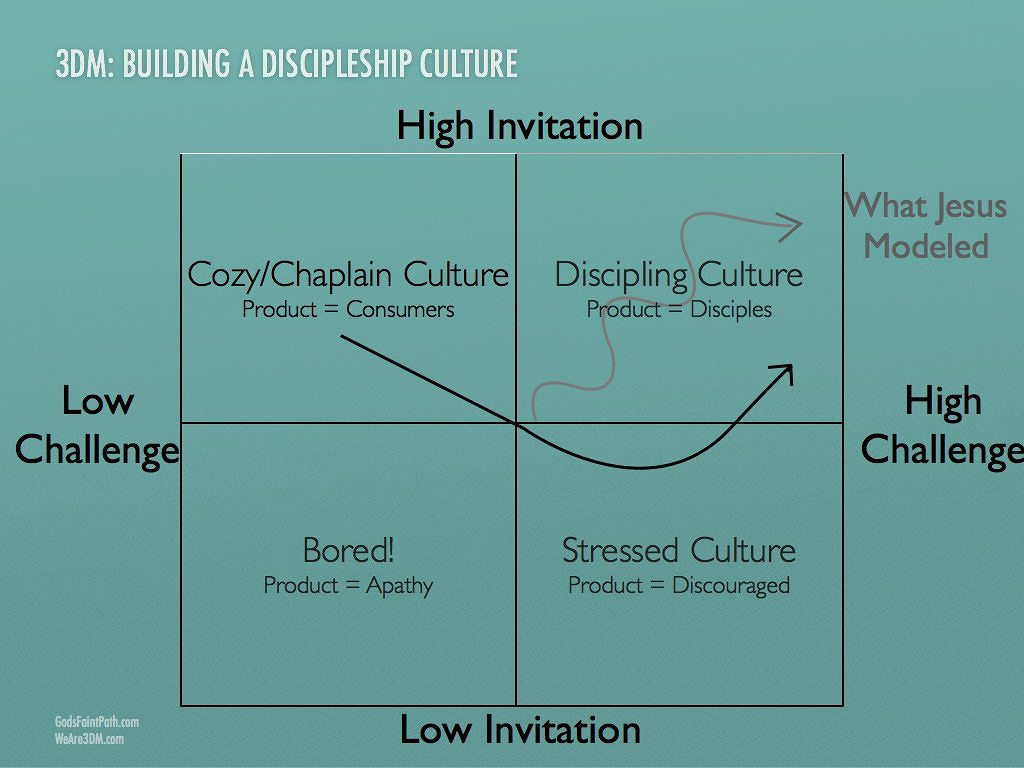 3DM: BUILDING A DISCIPLESHIP CULTURE
High Invitation
What Jesus
Modeled
Cozy/Chaplain Culture
Product = Consumers
Discipling Culture
Product = Disciples
Low
Challenge
High
Challenge
Bored!
Product = Apathy
Stressed Culture
Product = Discouraged
GodsFaintPath.com
WeAre3DM.com
Low Invitation